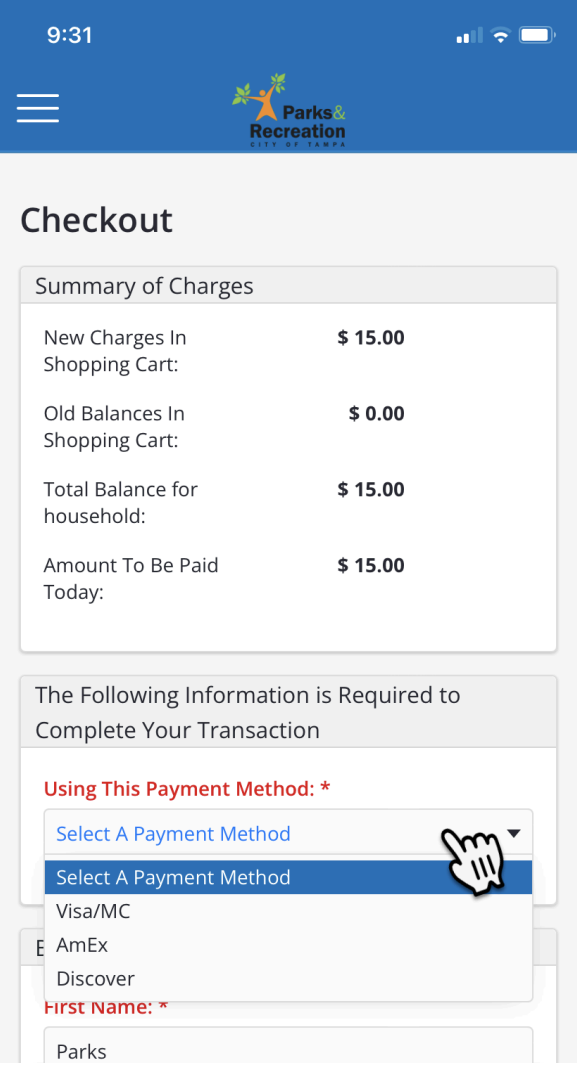 9:31
Parks&
Recreation
CITY OF TAMPA
Checkout
Summary of Charges
New Charges In
Shopping Cart:
$ 15.00
Old Balances In
Shopping Cart:
$ 0.00
Total Balance for
household:
$ 15.00
Amount To Be Paid
Today:
$ 15.00
The Following Information is Required to
Complete Your Transaction
Using This Payment Method: *
Select A Payment Method
Select A Payment Method
Visa/MC
AmEx
Discover
First Name: *
Parks